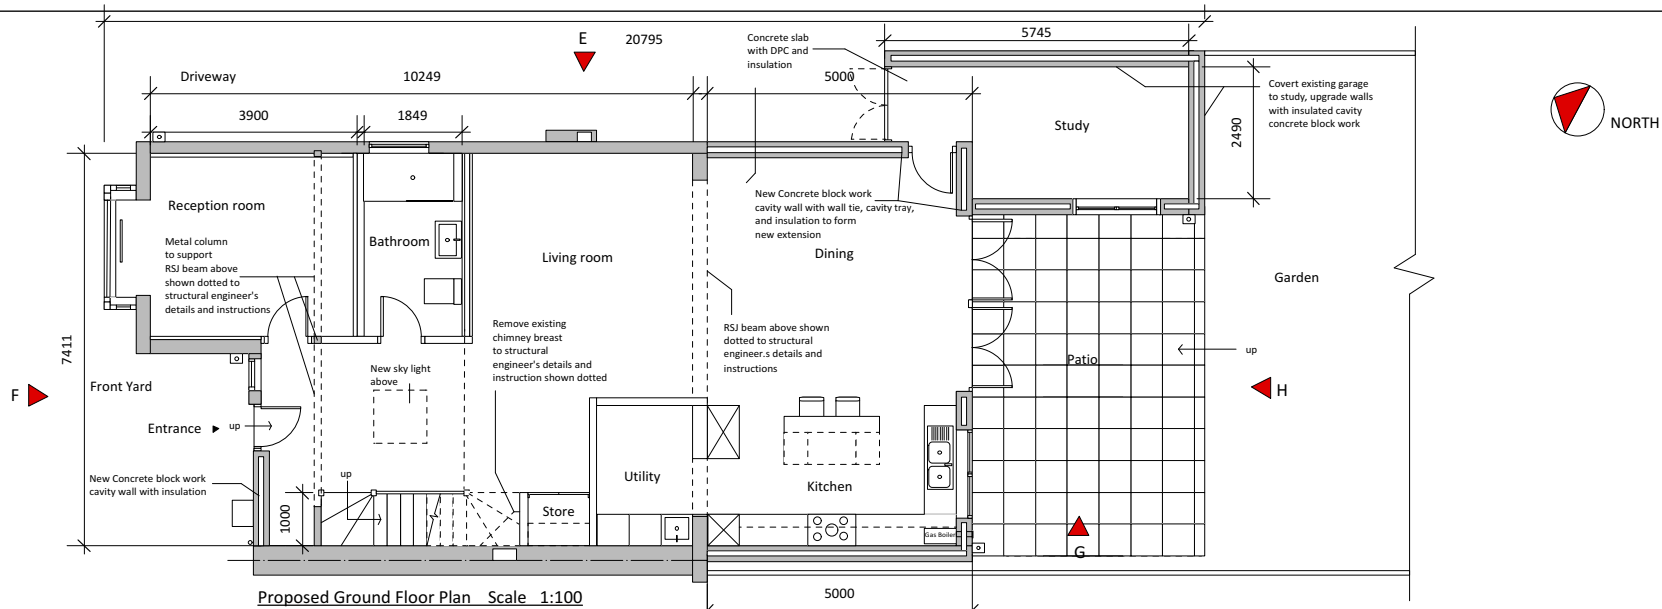 E
20795
Concrete slab
with DPC and
insulation
5745
Driveway
10249
5000
Covert existing garage
to study, upgrade walls
with insulated cavity
concrete block work
3900
1849
Study
2490
NORTH
Reception room
Metal column
to support
RSJ beam above
shown dotted to
structural engineer's
details and instructions
Bathroom
Living room
New Concrete block work
cavity wall with wall tie, cavity tray,
and insulation to form
new extension
Dining
Garden
7411
Remove existing
chimney breast
to structural
engineer's details and
instruction shown dotted
RSJ beam above shown
dotted to structural
engineer.s details and
instructions
New sky light
above
Patio
up
F
Front Yard
H
Entrance
up
New Concrete block work
cavity wall with insulation
up
1000
Store
Utility
Kitchen
Gas Boiler
G
5000
Proposed Ground Floor Plan Scale 1:100